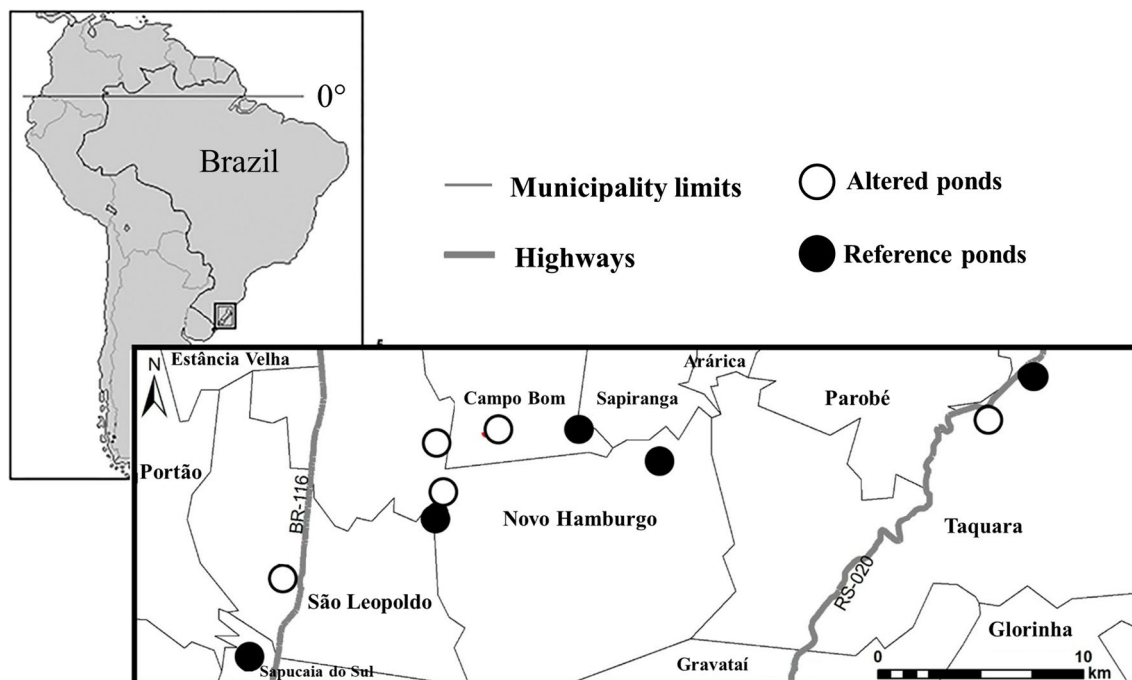 0°
Brazil
Municipality limits
Altered ponds
Highways
Reference ponds
N
Estância Velha
Arárica
Campo Bom
Sapiranga
Parobé
Portão
BR-116
Novo Hamburgo
Taquara
RS-020
São Leopoldo
Glorinha
Sapucaia do Sul
Gravataí
0
10
km